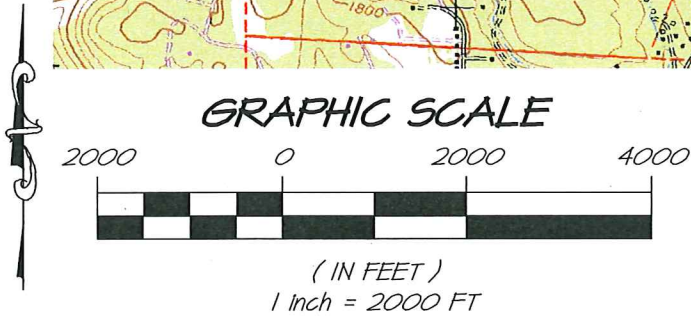 1800
GRAPHIC SCALE
2000 0 2000 4000
( IN FEET )
1 inch = 2000 FT